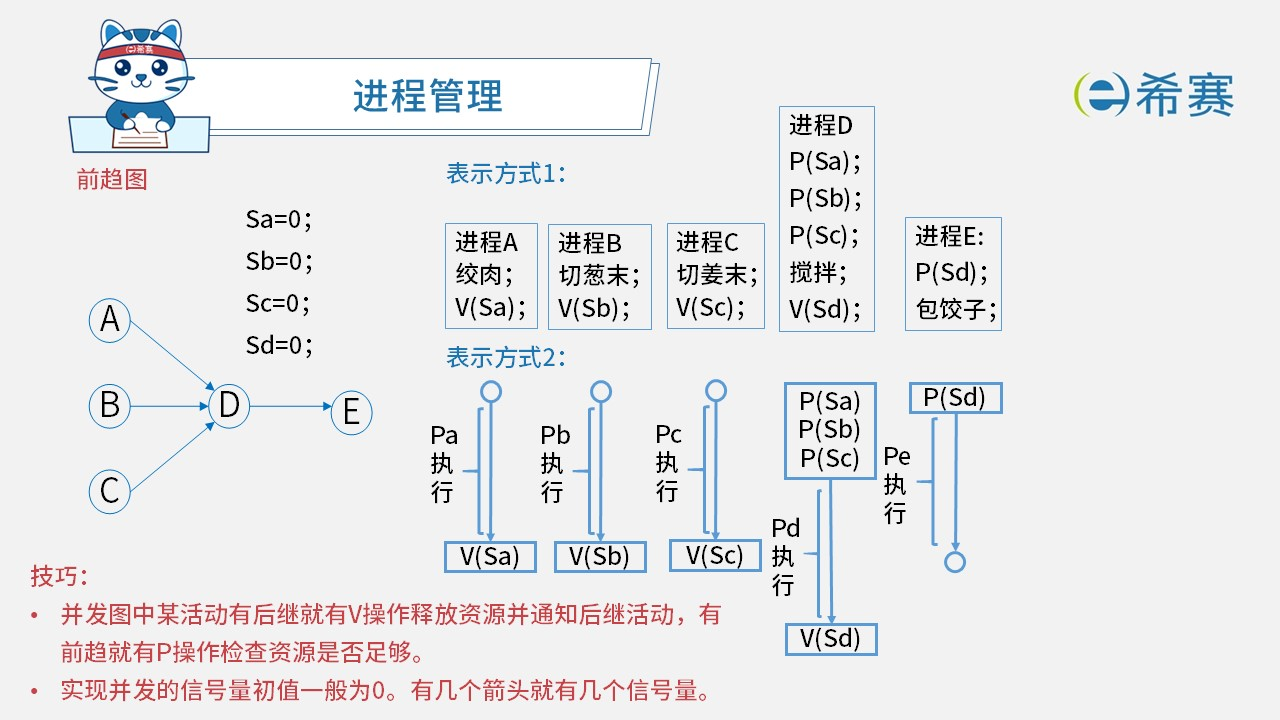 希赛
进程管理
希赛
前趋图
Sa=0；
Sb=0；
Sc=0；
Sd=0；
A
B
C
D
E
表示方式1：
进程A
绞肉；
V(Sa)；
进程B
切葱末；
V(Sb)；
进程C
切姜末；
V(Sc)；
进程D
P(Sa)；
P(Sb)；
P(Sc)；
搅拌；
V(Sd)；
进程E:
P(Sd)；
包饺子；
表示方式2：
Pa
执
行
V(Sa)
Pb
执
行
V(Sb)
Pc
执
行
V(Sc)
P(Sa)
P(Sb)
P(Sc)
Pd
执
行
V(Sd)
P(Sd)
Pe
执
行
技巧：
• 并发图中某活动有后继就有V操作释放资源并通知后继活动，有
前趋就有P操作检查资源是否足够。
• 实现并发的信号量初值一般为0。有几个箭头就有几个信号量。